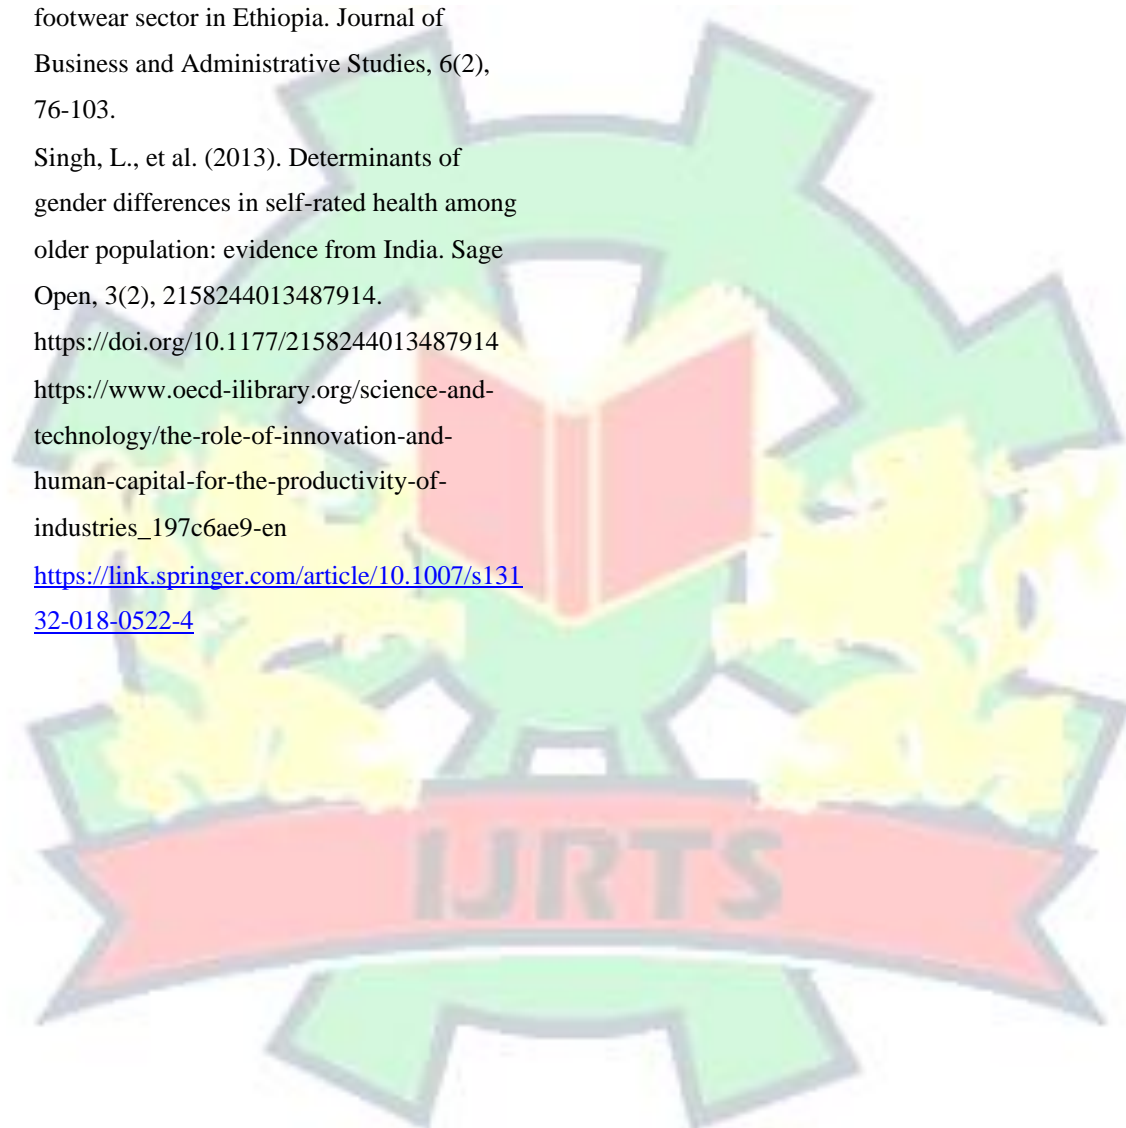 footwear sector in Ethiopia. Journal of
Business and Administrative Studies, 6(2),
76-103.
Singh, L., et al. (2013). Determinants of
gender differences in self-rated health among
older population: evidence from India. Sage
Open, 3(2), 2158244013487914.
https://doi.org/10.1177/2158244013487914
https://www.oecd-ilibrary.org/science-and-
technology/the-role-of-innovation-and-
human-capital-for-the-productivity-of-
industries_197c6ae9-en
https://link.springer.com/article/10.1007/s131
32-018-0522-4
IJRTS